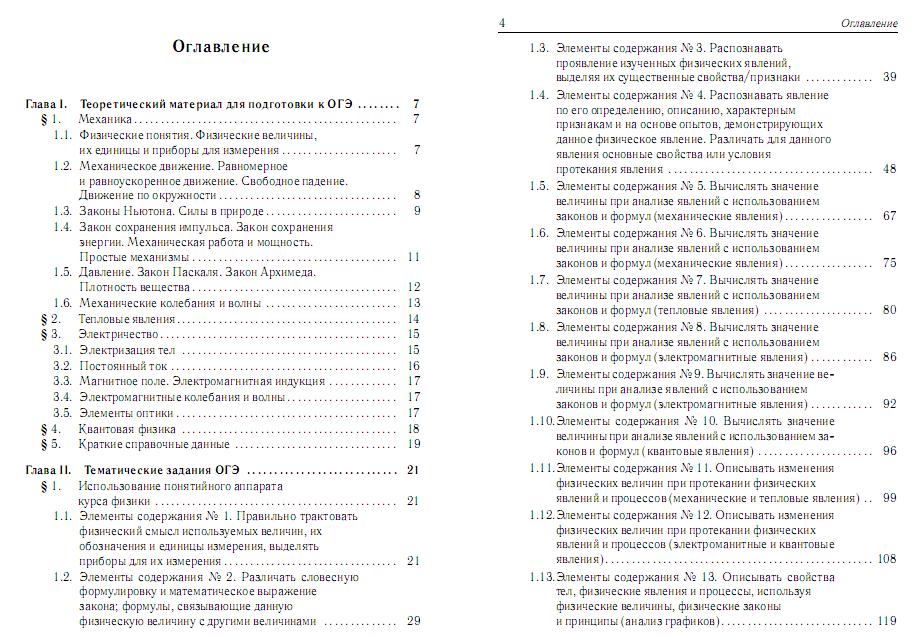 Оглавление
Глава I. Теоретический материал для подготовки к ОГЭ ........ 7
§ 1. Механика ........ 7
1.1. Физические понятия. Физические величины,
их единицы и приборы для измерения ........ 7
1.2. Механическое движение. Равномерное
и равноускоренное движение. Свободное падение.
Движение по окружности ........ 8
1.3. Законы Ньютона. Силы в природе ........ 9
1.4. Закон сохранения импульса. Закон сохранения
энергии. Механическая работа и мощность.
Простые механизмы ........ 11
1.5. Давление. Закон Паскаля. Закон Архимеда.
Плотность вещества ........ 12
1.6. Механические колебания и волны ........ 13
§ 2. Тепловые явления ........ 14
§ 3. Электричество ........ 15
3.1. Электризация тел ........ 15
3.2. Постоянный ток ........ 16
3.3. Магнитное поле. Электромагнитная индукция ........ 17
3.4. Электромагнитные колебания и волны ........ 17
3.5. Элементы оптики ........ 17
§ 4. Квантовая физика ........ 18
§ 5. Краткие справочные данные ........ 19
Глава II. Тематические задания ОГЭ ........ 21
§ 1. Использование понятийного аппарата
курса физики ........ 21
1.1. Элементы содержания № 1. Правильно трактовать
физический смысл используемых величин, их
обозначения и единицы измерения, выделять
приборы для их измерения ........ 21
1.2. Элементы содержания № 2. Различать словесную
формулировку и математическое выражение
закона; формулы, связывающие данную
физическую величину с другими величинами ........ 29
4 Оглавление
1.3. Элементы содержания № 3. Распознавать
проявление изученных физических явлений,
выделяя их существенные свойства/признаки ........ 39
1.4. Элементы содержания № 4. Распознавать явление
по его определению, описанию, характерным
признакам и на основе опытов, демонстрирующих
данное физическое явление. Различать для данного
явления основные свойства или условия
протекания явления ........ 48
1.5. Элементы содержания № 5. Вычислять значение
величины при анализе явлений с использованием
законов и формул (механические явления) ........ 67
1.6. Элементы содержания № 6. Вычислять значение
величины при анализе явлений с использованием
законов и формул (механические явления) ........ 75
1.7. Элементы содержания № 7. Вычислять значение
величины при анализе явлений с использованием
законов и формул (тепловые явления) ........ 80
1.8. Элементы содержания № 8. Вычислять значение
величины при анализе явлений с использованием
законов и формул (электромагнитные явления) ........ 86
1.9. Элементы содержания № 9. Вычислять значение ве-
личины при анализе явлений с использованием
законов и формул (электромагнитные явления) ........ 92
1.10. Элементы содержания № 10. Вычислять значение
величины при анализе явлений с использованием за-
конов и формул (квантовые явления) ........ 96
1.11. Элементы содержания № 11. Описывать изменения
физических величин при протекании физических
явлений и процессов (механические и тепловые явления) .. 99
1.12. Элементы содержания № 12. Описывать изменения
физических величин при протекании физических
явлений и процессов (электроманитные и квантовые
явления) ........ 108
1.13. Элементы содержания № 13. Описывать свойства
тел, физические явления и процессы, используя
физические величины, физические законы
и принципы (анализ графиков) ........ 119